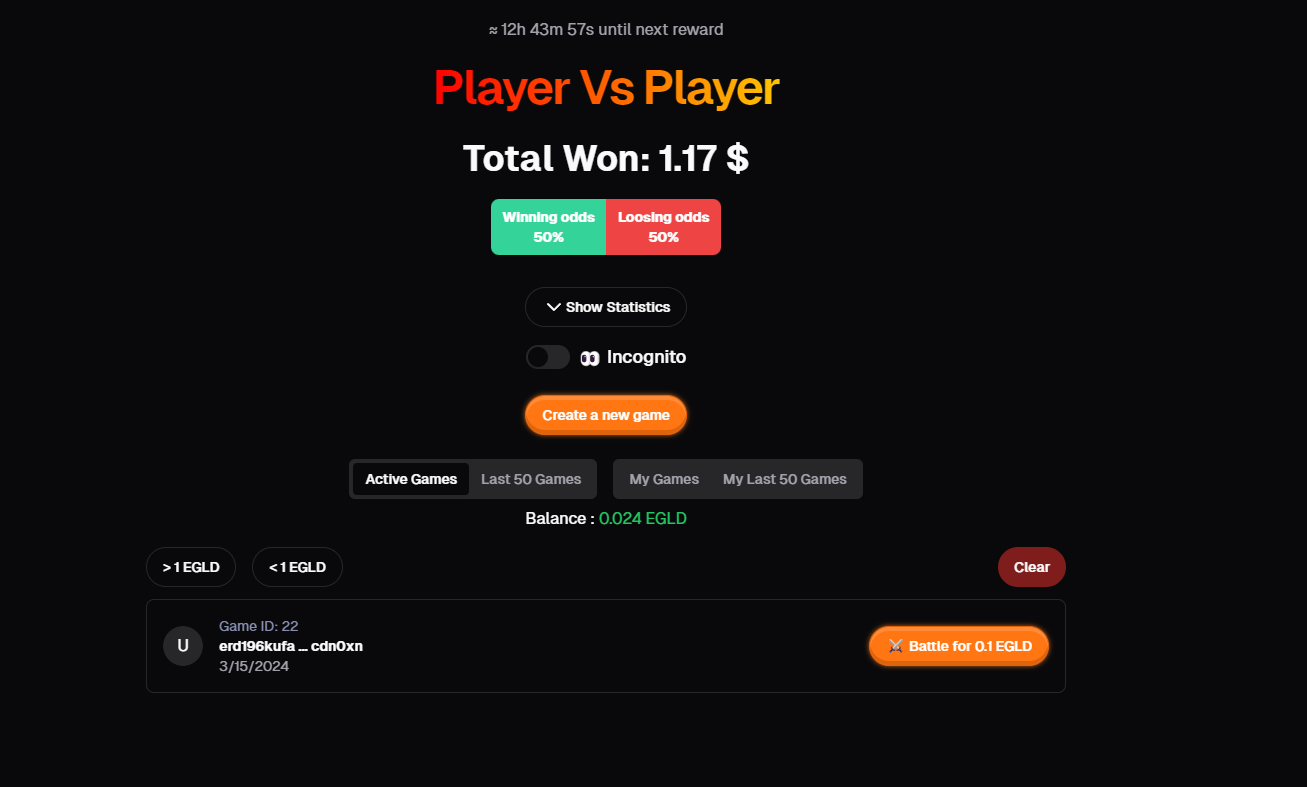 ≈ 12h 43m 57s until next reward
Player Vs Player
Total Won: 1.17 $
Winning odds
50%
Loosing odds
50%
Show Statistics
Incognito
Create a new game
Active Games
Last 50 Games
My Games
My Last 50 Games
Balance : 0.024 EGLD
> 1 EGLD
< 1 EGLD
Clear
U
Game ID: 22
erd196kufa ... cdn0xn
3/15/2024
⚔️ Battle for 0.1 EGLD